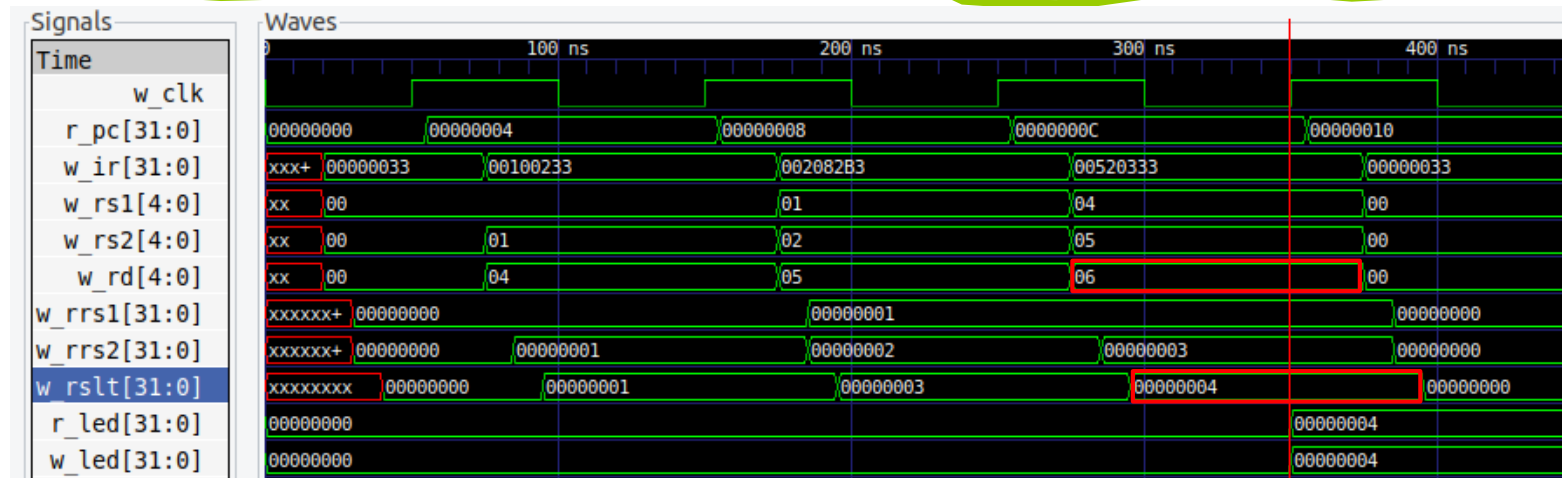 Signals Waves
Time 0 100 ns 200 ns 300 ns 400 ns
w_clk
r_pc[31:0] 00000000 00000004 00000008 0000000C 00000010
w_ir[31:0] xxx+ 00000033 00100233 002082B3 00520333 00000033
w_rs1[4:0] xx 00 01 04 00
w_rs2[4:0] xx 00 01 02 05 00
w_rd[4:0] xx 00 04 05 06 00
w_rrs1[31:0] xxxxxx+ 00000000 00000001 00000000
w_rrs2[31:0] xxxxxx+ 00000000 00000001 00000002 00000003 00000000
w_rslt[31:0] xxxxxxxx 00000000 00000001 00000003 00000004 00000000
r_led[31:0] 00000000 00000004
w_led[31:0] 00000000 00000004